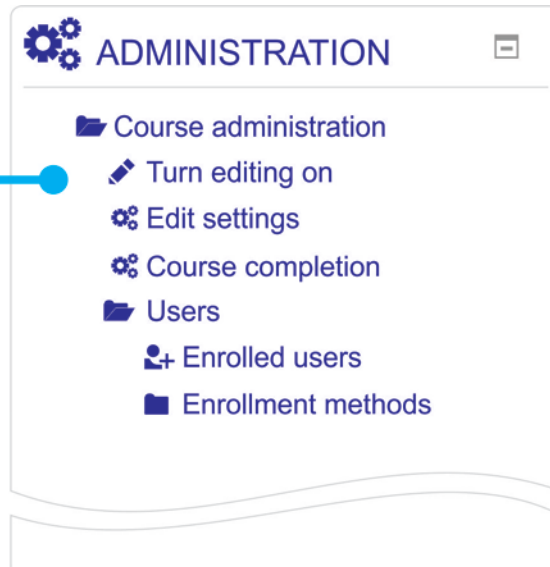 ADMINISTRATION
Course administration
Turn editing on
Edit settings
Course completion
Users
Enrolled users
Enrollment methods